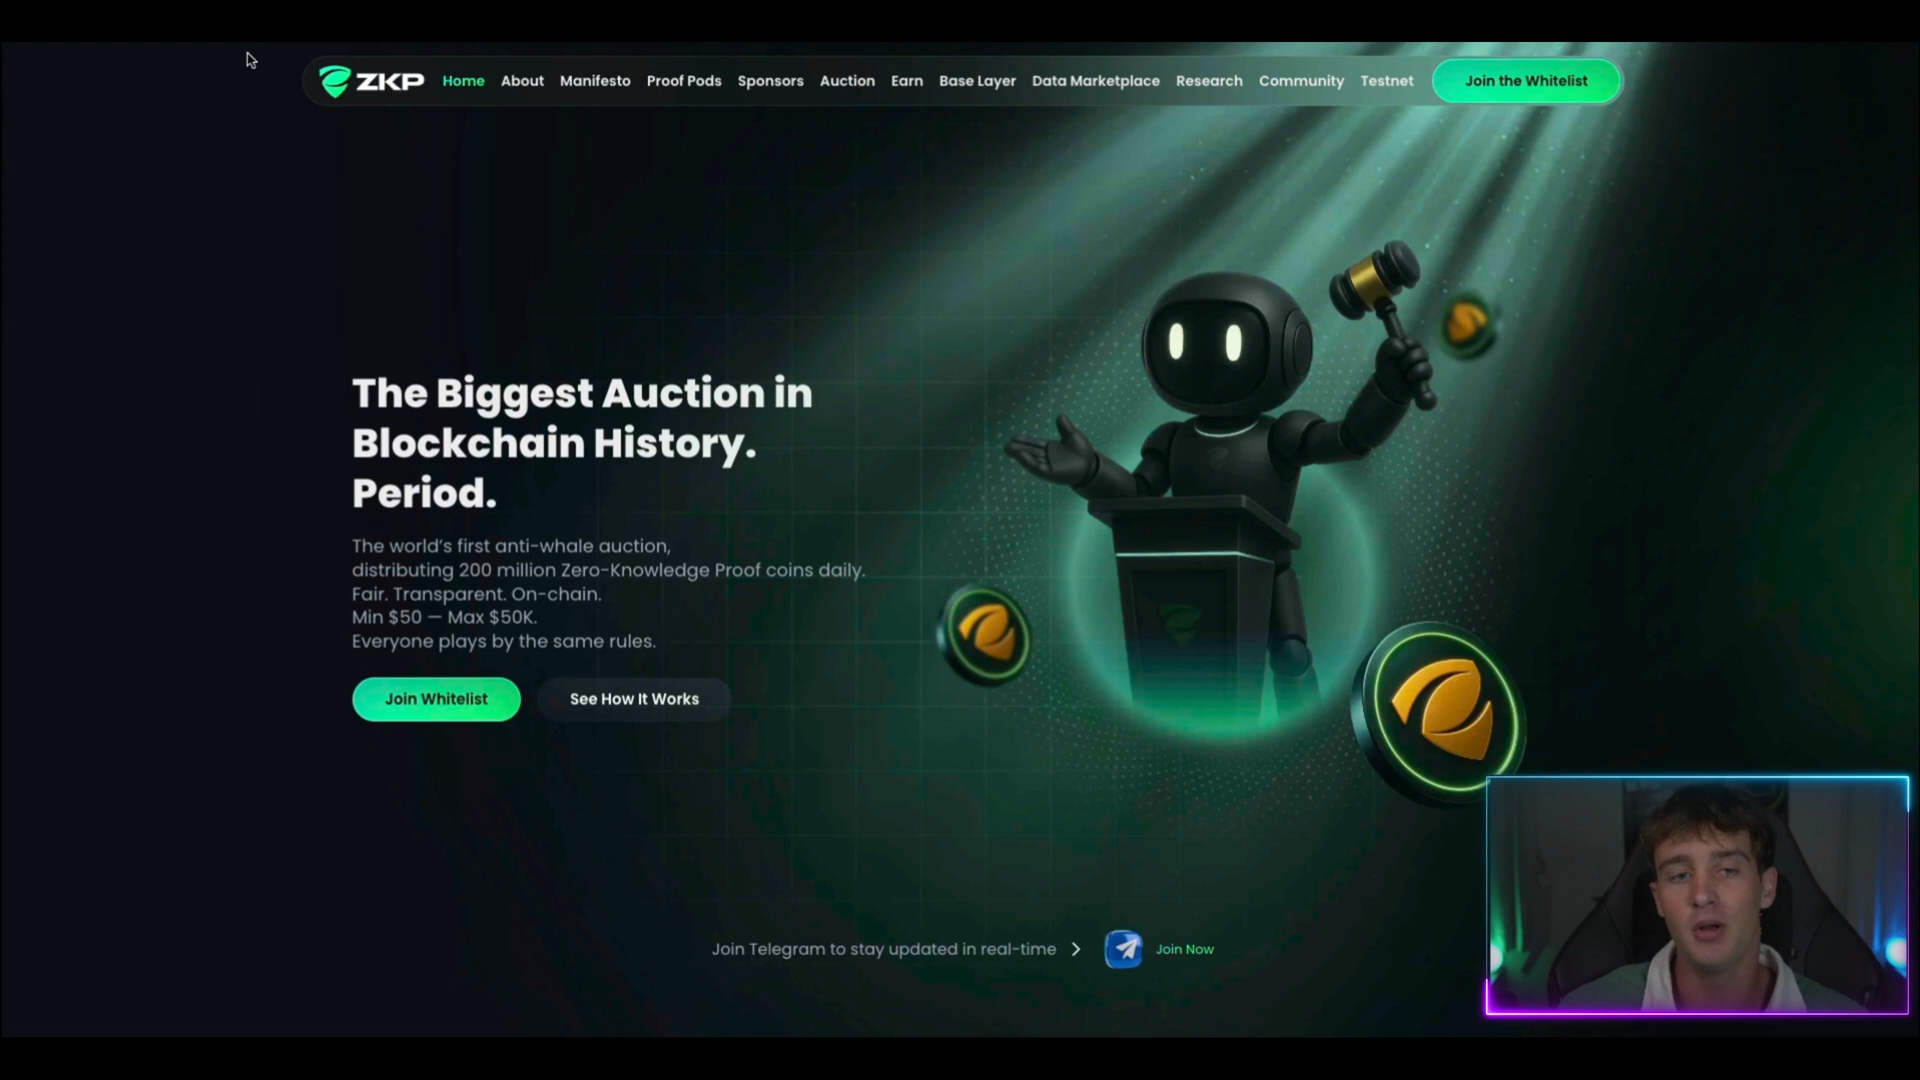 ZKP Home About Manifesto Proof Pods Sponsors Auction Earn Base Layer Data Marketplace Research Community Testnet Join the Whitelist
The Biggest Auction in
Blockchain History.
Period.
The world's first anti-whale auction,
distributing 200 million Zero-Knowledge Proof coins daily.
Fair. Transparent. On-chain.
Min $50 — Max $50K.
Everyone plays by the same rules.
Join Whitelist See How It Works
Join Telegram to stay updated in real-time Join Now